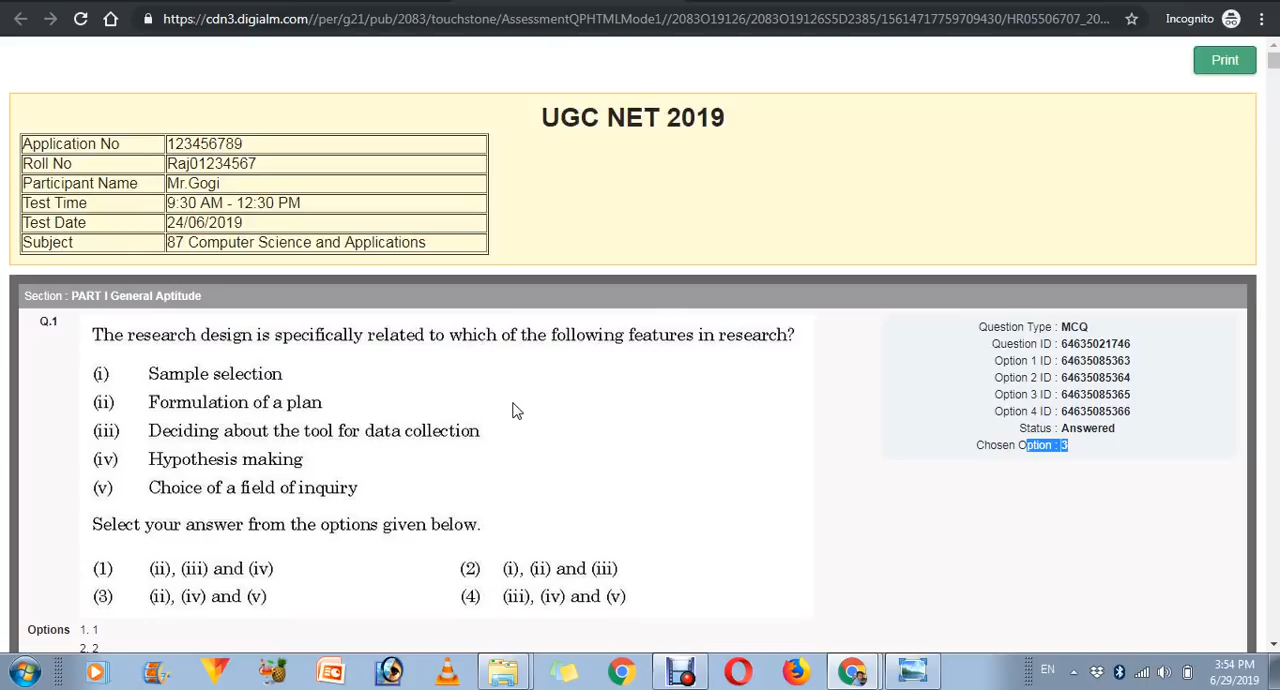 https://cdn3.digialm.com//per/g21/pub/2083/touchstone/AssessmentQPHTMLMode1//2083O19126/2083O19126S5D2385/15614717759709430/HR05506707_20...
Incognito
Print
UGC NET 2019
Application No 123456789
Roll No Raj01234567
Participant Name Mr.Gogi
Test Time 9:30 AM - 12:30 PM
Test Date 24/06/2019
Subject 87 Computer Science and Applications
Section : PART I General Aptitude
Q.1
The research design is specifically related to which of the following features in research?
(i) Sample selection
(ii) Formulation of a plan
(iii) Deciding about the tool for data collection
(iv) Hypothesis making
(v) Choice of a field of inquiry
Select your answer from the options given below.
(1) (ii), (iii) and (iv) (2) (i), (ii) and (iii)
(3) (ii), (iv) and (v) (4) (iii), (iv) and (v)
Options 1. 1
2. 2
Question Type : MCQ
Question ID : 64635021746
Option 1 ID : 64635085363
Option 2 ID : 64635085364
Option 3 ID : 64635085365
Option 4 ID : 64635085366
Status : Answered
Chosen Option : 3
EN
3:54 PM
6/29/2019